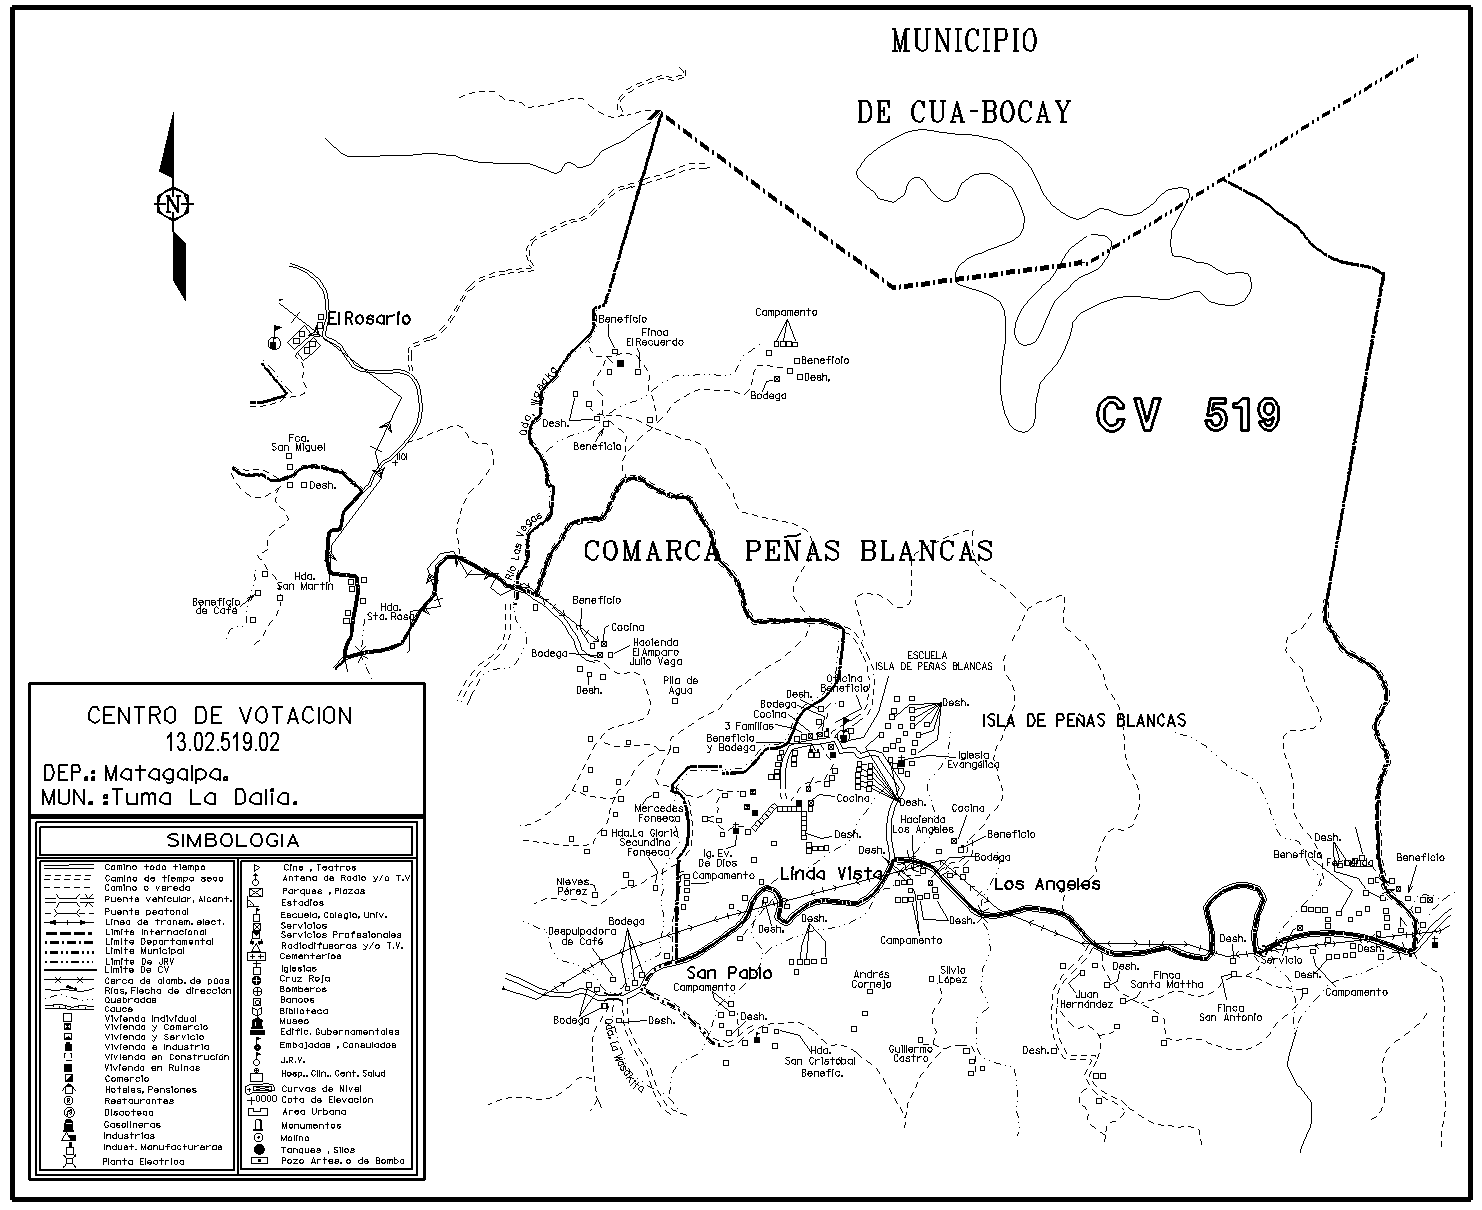 MUNICIPIO
DE CUA-BOCAY
N
El Rosario
Beneficio
Finca
El Recuerdo
Campamento
Beneficio
Desh.
Bodega
Qda. Wasaka
Desh.
Beneficio
CV 519
Fca.
San Miguel
Desh.
1101
Rio Las Vegas
COMARCA PEÑAS BLANCAS
Hda.
San Martin
Beneficio
de Café
Hda.
Sta. Rosa
Beneficio
Cocina
Hacienda
El Amparo
Julio Vega
Bodega
Desh.
Pila de
Agua
ESCUELA
ISLA DE PEÑAS BLANCAS
Oficina
Beneficio
Desh.
Bodega
Cocina
3 Familias
Beneficio
y Bodega
Desh.
ISLA DE PEÑAS BLANCAS
Iglesia
Evangélica
Mercedes
Fonseca
Cocina
Desh.
Cocina
Hacienda
Los Angeles
Hda. La Gloria
Secundina
Fonseca
Desh.
Beneficio
Ig. Ev.
De Dios
Desh.
Bodega
Desh.
Beneficio
Fernanda
Beneficio
Nieves
Pérez
Campamento
Linda Vista
Los Angeles
Bodega
Despulpadora
de Café
Desh.
Desh.
Desh.
Campamento
Desh.
Servicio
Desh.
San Pablo
Campamento
Andrés
Cornejo
Silvia
López
Desh.
Finca
Santa Martha
Desh.
Campamento
Juan
Hernández
Finca
San Antonio
Bodega
Desh.
Desh.
Qda. La Wasakita
Hda.
San Cristóbal
Benefic.
Guillermo
Castro
Desh.
CENTRO DE VOTACION
13.02.519.02
DEP.: Matagalpa.
MUN. :Tuma La Dalia.
SIMBOLOGIA
Camino todo tiempo
Camino de tiempo seco
Camino o vereda
Puente vehicular, Alcant.
Puente peatonal
Linea de transm. elect.
Limite Internacional
Limite Departamental
Limite Municipal
Limite De JRV
Limite De CV
Cerca de alamb. de púas
Rios, Flecha de dirección
Quebradas
Cauce
Vivienda Individual
Vivienda y Comercio
Vivienda y Servicio
Vivienda e Industria
Vivienda en Construción
Vivienda en Ruinas
Comercio
Hoteles, Pensiones
Restaurantes
Discoteca
Gasolineras
Industrias
Indust. Manufactureras
Planta Electrica
Cine , Teatros
Antena de Radio y/o T.V
Parques , Plazas
Estadios
Escuela, Colegio, Univ.
Servicios
Servicios Profesionales
Radiodifusoras y/o T.V.
Cementerios
Iglesias
Cruz Roja
Bomberos
Bancos
Biblioteca
Museo
Edific. Gubernamentales
Embajadas , Consulados
J.R.V.
Hosp., Clin., Cent. Salud
Curvas de Nivel
+0000 Cota de Elevación
Area Urbana
Monumentos
Molino
Tanques , Silos
Pozo Artes. o de Bomba